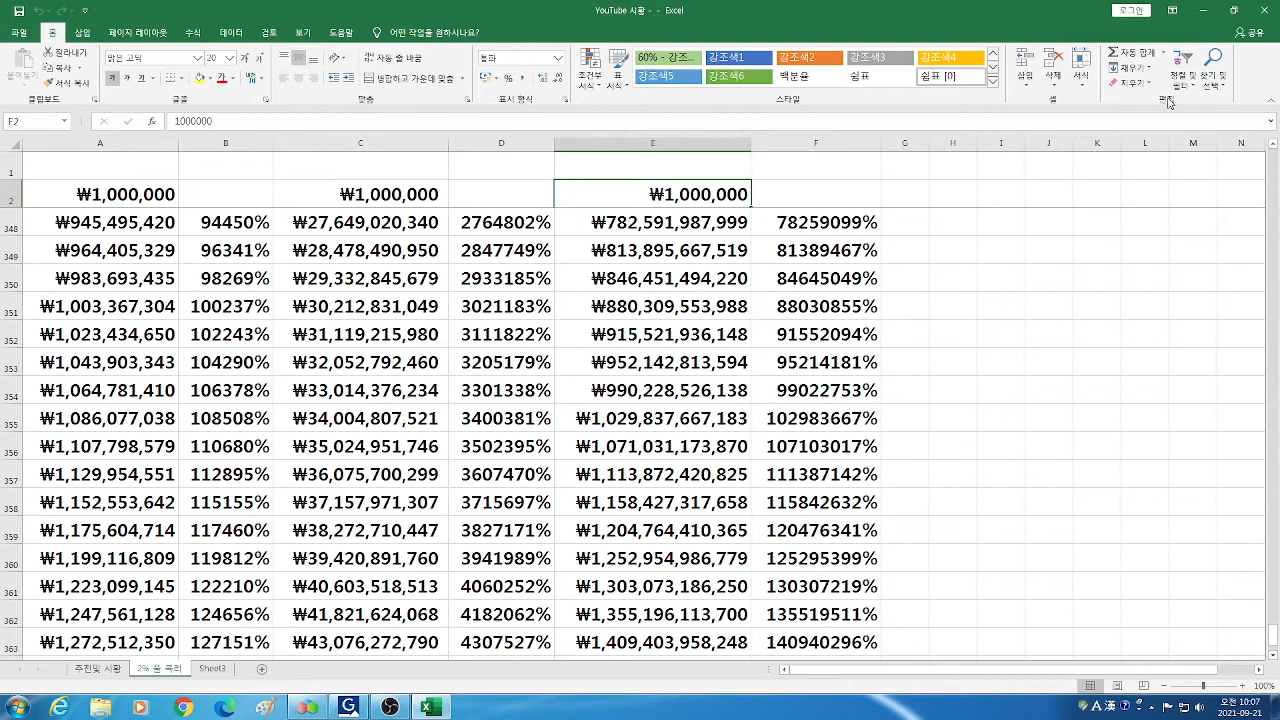 YouTube 시황 - - Excel
로그인
파일 홈 삽입 페이지 레이아웃 수식 데이터 검토 보기 도움말 어떤 작업을 원하시나요? 공유
잘라내기
복사
서식 복사
붙여넣기
클립보드
맑은 고딕 20
가 가 가
글꼴
자동 줄 바꿈
병합하고 가운데 맞춤
맞춤
통화
표시 형식
조건부 서식
표 서식
60% - 강조... 강조색1 강조색2 강조색3 강조색4
강조색5 강조색6 백분율 쉼표 쉼표 [0]
스타일
삽입 삭제 서식
셀
자동 합계
채우기
지우기
정렬 및 필터
찾기 및 선택
편집
E2 fx 1000000
A B C D E F G H I J K L M N
1
2 ₩1,000,000 ₩1,000,000 ₩1,000,000
348 ₩945,495,420 94450% ₩27,649,020,340 2764802% ₩782,591,987,999 78259099%
349 ₩964,405,329 96341% ₩28,478,490,950 2847749% ₩813,895,667,519 81389467%
350 ₩983,693,435 98269% ₩29,332,845,679 2933185% ₩846,451,494,220 84645049%
351 ₩1,003,367,304 100237% ₩30,212,831,049 3021183% ₩880,309,553,988 88030855%
352 ₩1,023,434,650 102243% ₩31,119,215,980 3111822% ₩915,521,936,148 91552094%
353 ₩1,043,903,343 104290% ₩32,052,792,460 3205179% ₩952,142,813,594 95214181%
354 ₩1,064,781,410 106378% ₩33,014,376,234 3301338% ₩990,228,526,138 99022753%
355 ₩1,086,077,038 108508% ₩34,004,807,521 3400381% ₩1,029,837,667,183 102983667%
356 ₩1,107,798,579 110680% ₩35,024,951,746 3502395% ₩1,071,031,173,870 107103017%
357 ₩1,129,954,551 112895% ₩36,075,700,299 3607470% ₩1,113,872,420,825 111387142%
358 ₩1,152,553,642 115155% ₩37,157,971,307 3715697% ₩1,158,427,317,658 115842632%
359 ₩1,175,604,714 117460% ₩38,272,710,447 3827171% ₩1,204,764,410,365 120476341%
360 ₩1,199,116,809 119812% ₩39,420,891,760 3941989% ₩1,252,954,986,779 125295399%
361 ₩1,223,099,145 122210% ₩40,603,518,513 4060252% ₩1,303,073,186,250 130307219%
362 ₩1,247,561,128 124656% ₩41,821,624,068 4182062% ₩1,355,196,113,700 135519511%
363 ₩1,272,512,350 127151% ₩43,076,272,790 4307527% ₩1,409,403,958,248 140940296%
주전및 시황 2% 풀 복리 Sheet3
100%
오전 10:07
2021-09-21